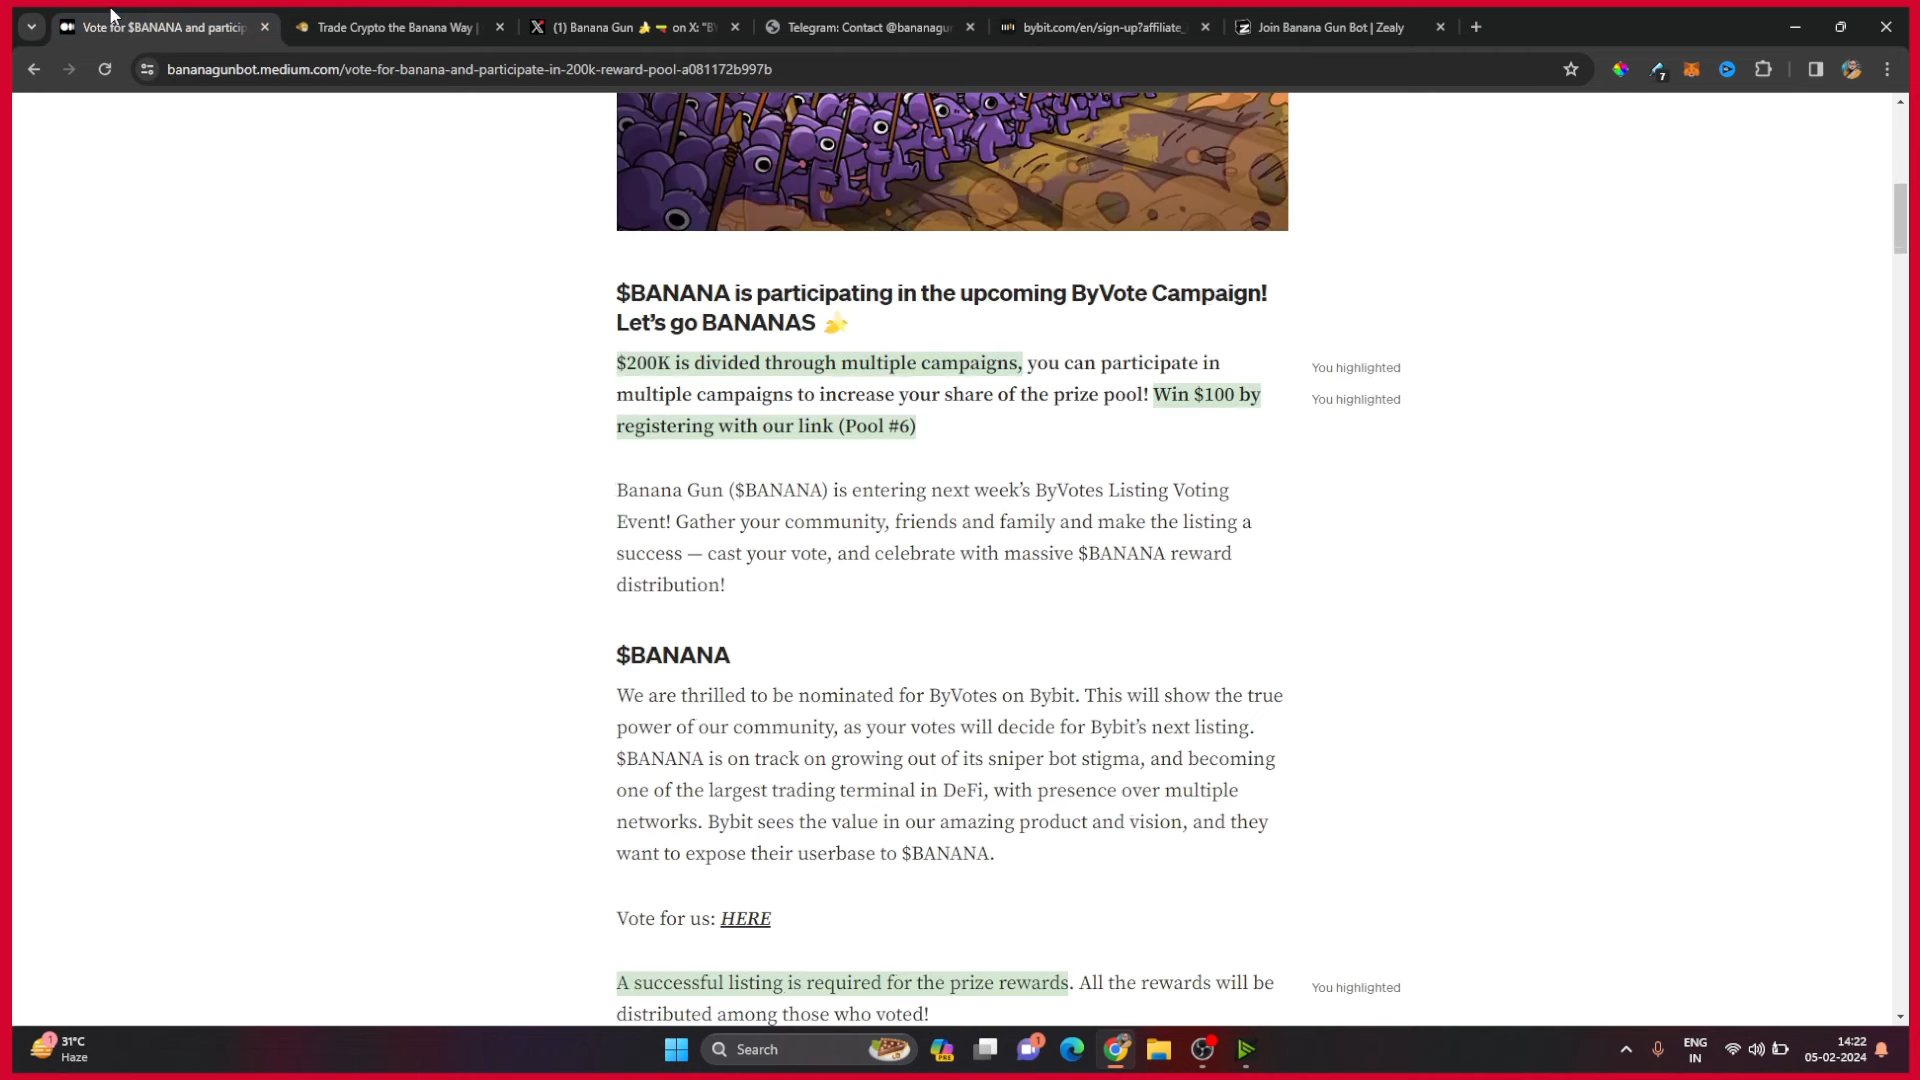 Vote for $BANANA and particip
Trade Crypto the Banana Way |
(1) Banana Gun 🍌🔫 on X: "BY
Telegram: Contact @bananagun
bybit.com/en/sign-up?affiliate_
Join Banana Gun Bot | Zealy
bananagunbot.medium.com/vote-for-banana-and-participate-in-200k-reward-pool-a081172b997b
7
$BANANA is participating in the upcoming ByVote Campaign!
Let’s go BANANAS 🍌
$200K is divided through multiple campaigns, you can participate in
You highlighted
multiple campaigns to increase your share of the prize pool! Win $100 by
You highlighted
registering with our link (Pool #6)
Banana Gun ($BANANA) is entering next week’s ByVotes Listing Voting
Event! Gather your community, friends and family and make the listing a
success — cast your vote, and celebrate with massive $BANANA reward
distribution!
$BANANA
We are thrilled to be nominated for ByVotes on Bybit. This will show the true
power of our community, as your votes will decide for Bybit’s next listing.
$BANANA is on track on growing out of its sniper bot stigma, and becoming
one of the largest trading terminal in DeFi, with presence over multiple
networks. Bybit sees the value in our amazing product and vision, and they
want to expose their userbase to $BANANA.
Vote for us: HERE
A successful listing is required for the prize rewards. All the rewards will be
You highlighted
distributed among those who voted!
1
31°C
Haze
Search
PRE
1
ENG
IN
14:22
05-02-2024